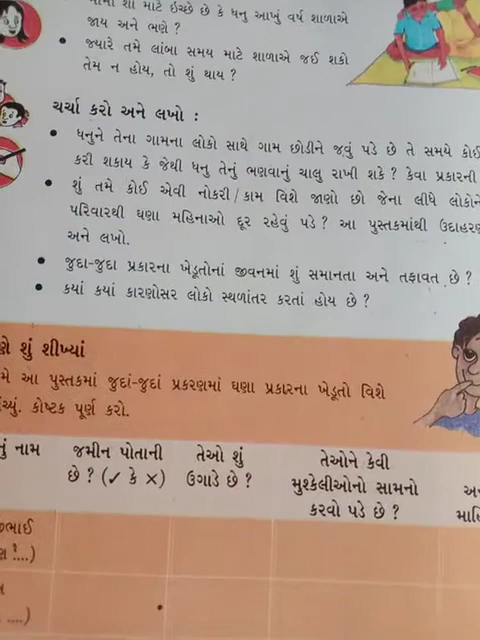 શા માટે ઇચ્છે છે કે ધનુ આખું વર્ષ શાળાએ
જાય અને ભણે ?
• જ્યારે તમે લાંબા સમય માટે શાળાએ જઈ શકો
તેમ ન હોય, તો શું થાય ?
ચર્ચા કરો અને લખો :
• ધનુને તેના ગામના લોકો સાથે ગામ છોડીને જવું પડે છે તે સમયે કોઈ
કરી શકાય કે જેથી ધનુ તેનું ભણવાનું ચાલુ રાખી શકે ? કેવા પ્રકારની
• શું તમે કોઈ એવી નોકરી / કામ વિશે જાણો છો જેના લીધે લોકોને
પરિવારથી ઘણા મહિનાઓ દૂર રહેવું પડે ? આ પુસ્તકમાંથી ઉદાહરણ
અને લખો.
• જુદા-જુદા પ્રકારના ખેડૂતોનાં જીવનમાં શું સમાનતા અને તફાવત છે ?
• કયાં કયાં કારણોસર લોકો સ્થળાંતર કરતાં હોય છે ?
શું શીખ્યાં
આ પુસ્તકમાં જુદાં-જુદાં પ્રકરણમાં ઘણા પ્રકારના ખેડૂતો વિશે
કોષ્ટક પૂર્ણ કરો.
નું નામ
જમીન પોતાની
છે ? (✓ કે ✗)
તેઓ શું
ઉગાડે છે ?
તેઓને કેવી
મુશ્કેલીઓનો સામનો
કરવો પડે છે ?